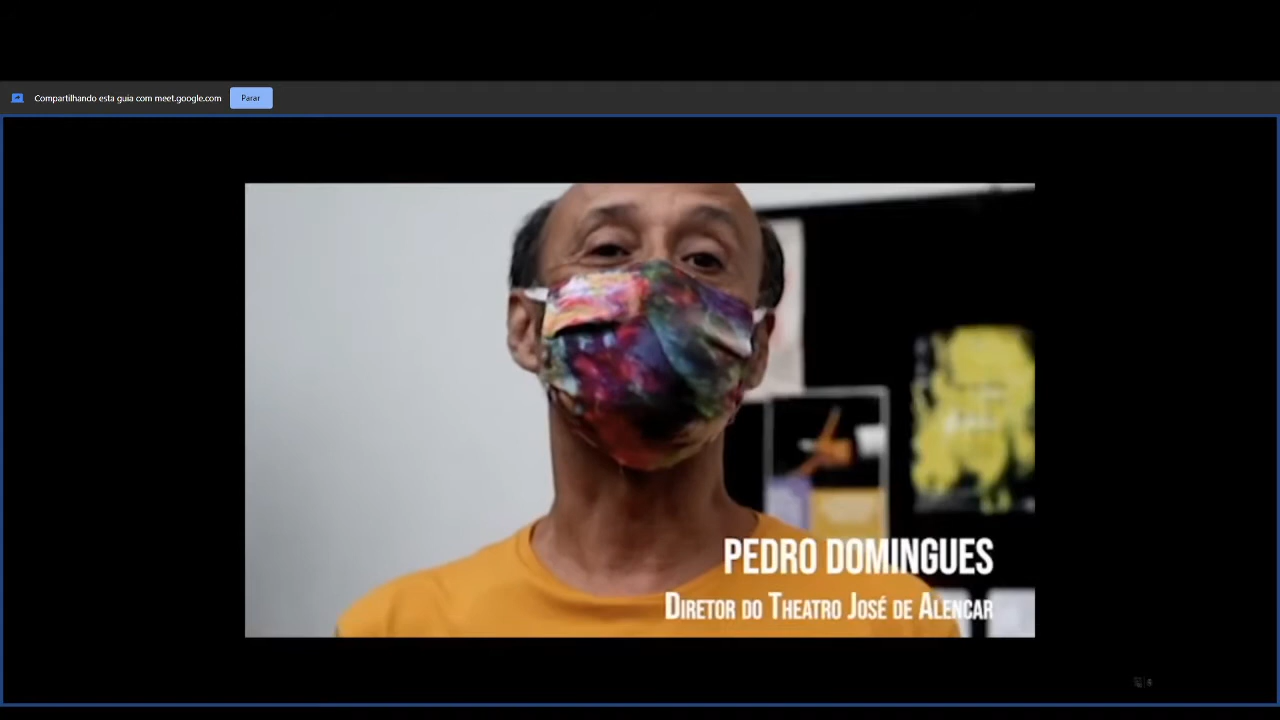 Compartilhando esta guia com meet.google.com Parar
PEDRO DOMINGUES
DIRETOR DO THEATRO JOSÉ DE ALENCAR